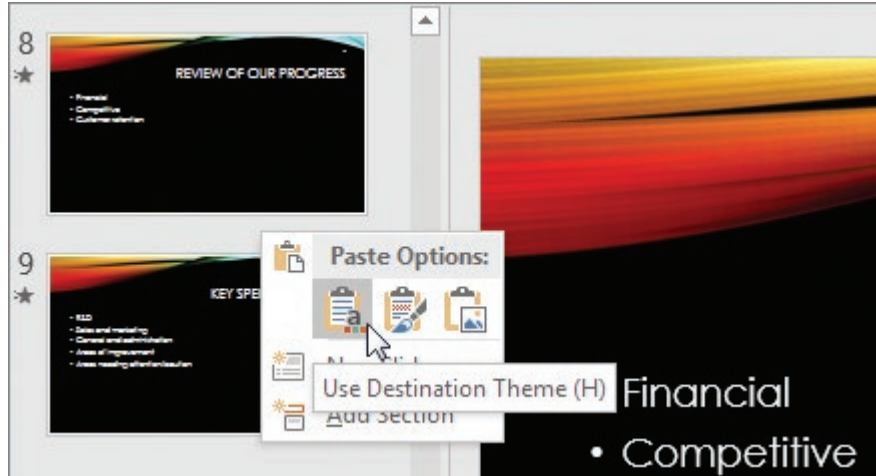 8
REVIEW OF OUR PROGRESS
• Financial
• Competitive
• Customer retention
9
KEY SPE
• R&D
• Sales and marketing
• General and administration
• Areas of improvement
• Areas needing attention/caution
Paste Options:
Use Destination Theme (H)
Add Section
Financial
• Competitive